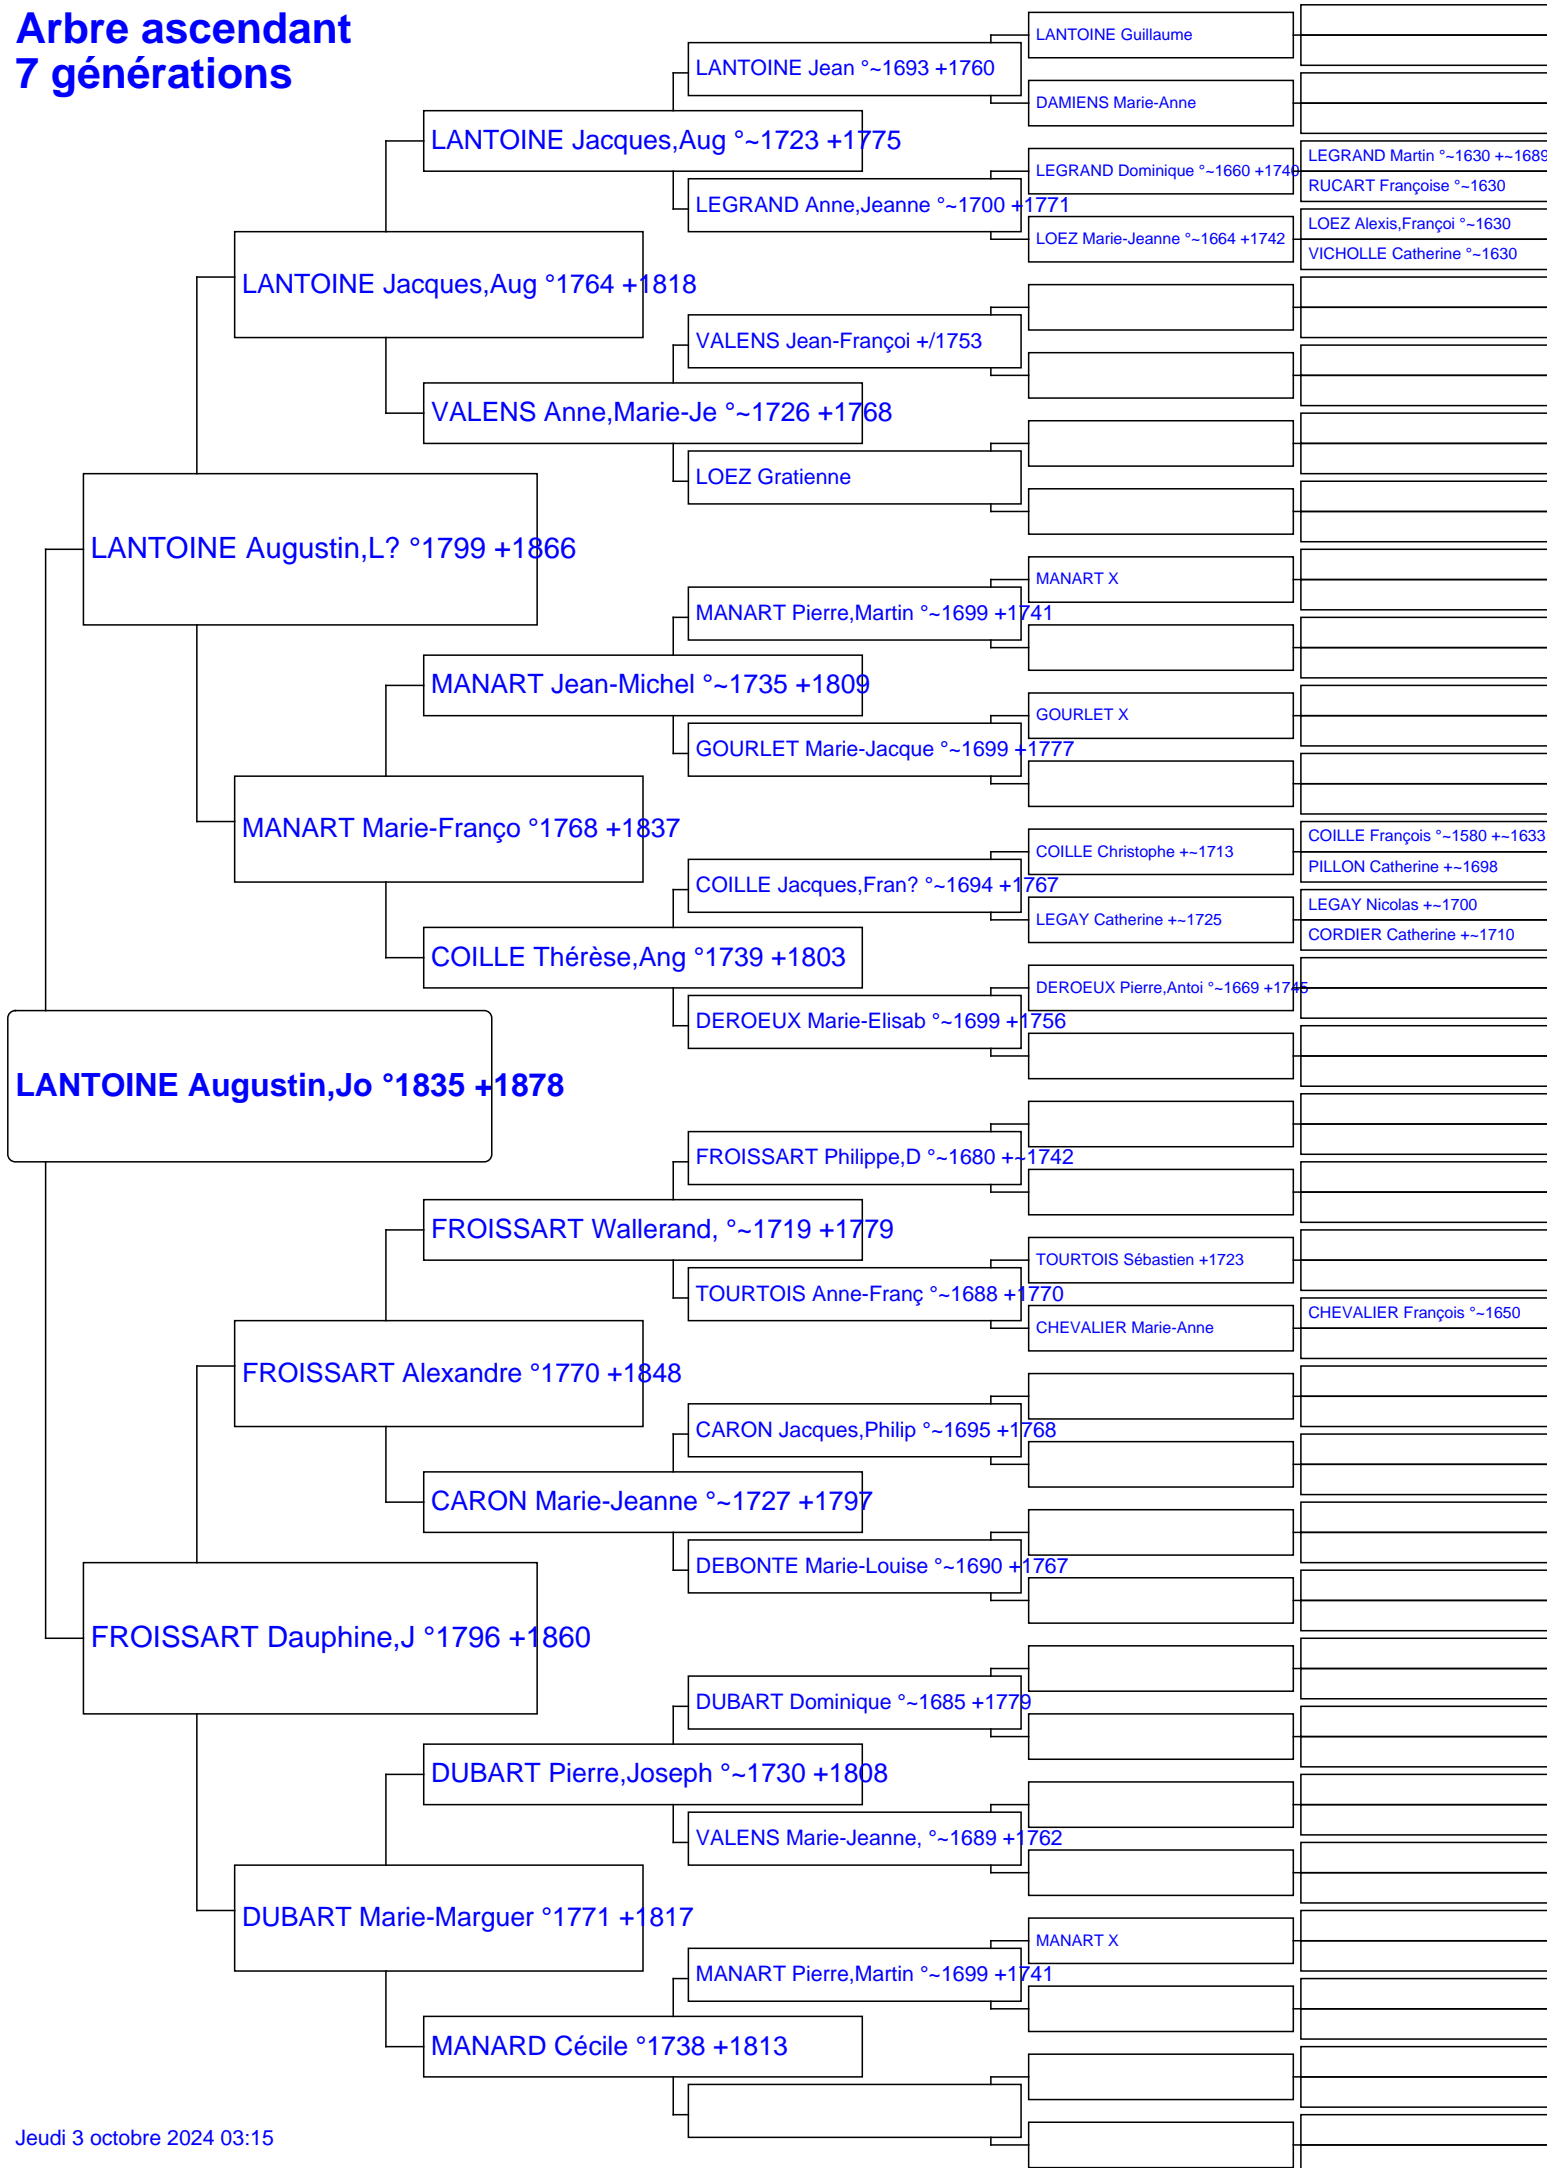 Arbre ascendant
7 générations
LANTOINE Guillaume
LANTOINE Jean °~1693 +1760
DAMIENS Marie-Anne
LANTOINE Jacques,Aug °~1723 +1775
LEGRAND Martin °~1630 +~1689
LEGRAND Dominique °~1660 +1740
RUCART Françoise °~1630
LEGRAND Anne,Jeanne °~1700 +1771
LOEZ Alexis,Françoi °~1630
LOEZ Marie-Jeanne °~1664 +1742
VICHOLLE Catherine °~1630
LANTOINE Jacques,Aug °1764 +1818
VALENS Jean-Françoi +/1753
VALENS Anne,Marie-Je °~1726 +1768
LOEZ Gratienne
LANTOINE Augustin,L? °1799 +1866
MANART X
MANART Pierre,Martin °~1699 +1741
MANART Jean-Michel °~1735 +1809
GOURLET X
GOURLET Marie-Jacque °~1699 +1777
MANART Marie-Franço °1768 +1837
COILLE François °~1580 +~1633
COILLE Christophe +~1713
PILLON Catherine +~1698
COILLE Jacques,Fran? °~1694 +1767
LEGAY Nicolas +~1700
LEGAY Catherine +~1725
CORDIER Catherine +~1710
COILLE Thérèse,Ang °1739 +1803
DEROEUX Pierre,Antoi °~1669 +1745
DEROEUX Marie-Elisab °~1699 +1756
LANTOINE Augustin,Jo °1835 +1878
FROISSART Philippe,D °~1680 +~1742
FROISSART Wallerand, °~1719 +1779
TOURTOIS Sébastien +1723
TOURTOIS Anne-Franç °~1688 +1770
CHEVALIER François °~1650
CHEVALIER Marie-Anne
FROISSART Alexandre °1770 +1848
CARON Jacques,Philip °~1695 +1768
CARON Marie-Jeanne °~1727 +1797
DEBONTE Marie-Louise °~1690 +1767
FROISSART Dauphine,J °1796 +1860
DUBART Dominique °~1685 +1779
DUBART Pierre,Joseph °~1730 +1808
VALENS Marie-Jeanne, °~1689 +1762
DUBART Marie-Marguer °1771 +1817
MANART X
MANART Pierre,Martin °~1699 +1741
MANARD Cécile °1738 +1813
Jeudi 3 octobre 2024 03:15